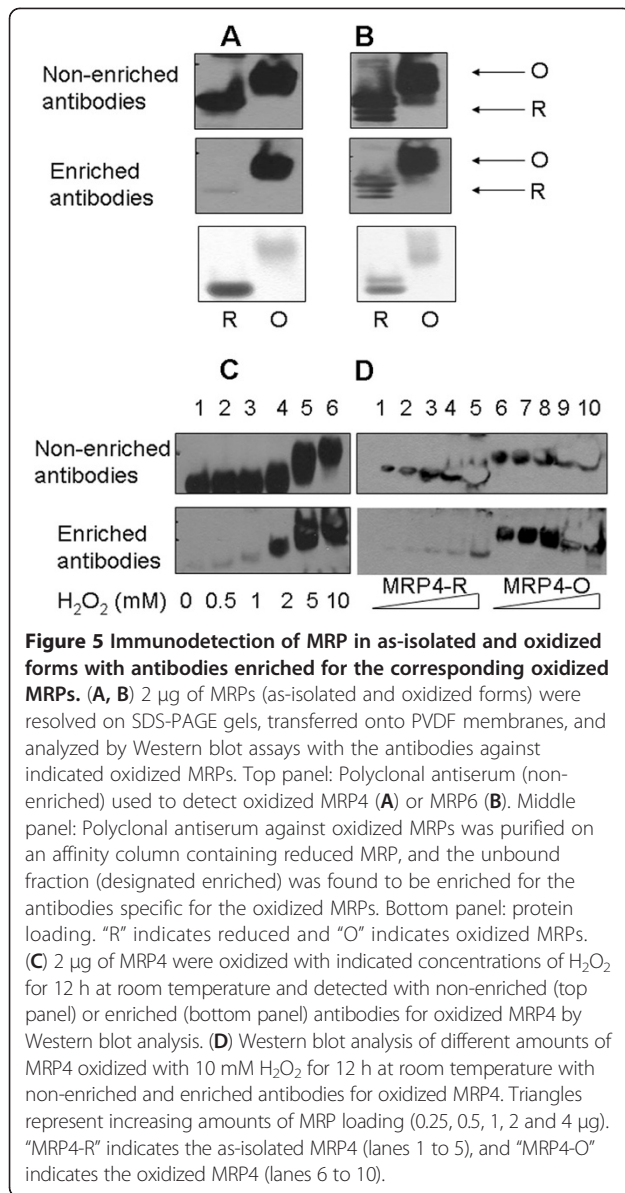 A B
Non-enriched antibodies
O
R
Enriched antibodies
O
R
R O R O
C D
1 2 3 4 5 6 1 2 3 4 5 6 7 8 9 10
Non-enriched antibodies
Enriched antibodies
MRP4-R MRP4-O
H₂O₂ (mM) 0 0.5 1 2 5 10
Figure 5 Immunodetection of MRP in as-isolated and oxidized
forms with antibodies enriched for the corresponding oxidized
MRPs. (A, B) 2 μg of MRPs (as-isolated and oxidized forms) were
resolved on SDS-PAGE gels, transferred onto PVDF membranes, and
analyzed by Western blot assays with the antibodies against
indicated oxidized MRPs. Top panel: Polyclonal antiserum (non-
enriched) used to detect oxidized MRP4 (A) or MRP6 (B). Middle
panel: Polyclonal antiserum against oxidized MRPs was purified on
an affinity column containing reduced MRP, and the unbound
fraction (designated enriched) was found to be enriched for the
antibodies specific for the oxidized MRPs. Bottom panel: protein
loading. “R” indicates reduced and “O” indicates oxidized MRPs.
(C) 2 μg of MRP4 were oxidized with indicated concentrations of H₂O₂
for 12 h at room temperature and detected with non-enriched (top
panel) or enriched (bottom panel) antibodies for oxidized MRP4 by
Western blot analysis. (D) Western blot analysis of different amounts of
MRP4 oxidized with 10 mM H₂O₂ for 12 h at room temperature with
non-enriched and enriched antibodies for oxidized MRP4. Triangles
represent increasing amounts of MRP loading (0.25, 0.5, 1, 2 and 4 μg).
“MRP4-R” indicates the as-isolated MRP4 (lanes 1 to 5), and “MRP4-O”
indicates the oxidized MRP4 (lanes 6 to 10).